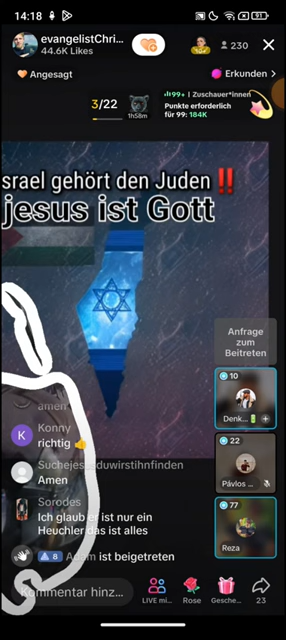 14:18
91
evangelistChri...
44.6K Likes
230
Angesagt
Erkunden >
3/22
1h58m
99+ | Zuschauer*innen
Punkte erforderlich
für 99: 184K
srael gehört den Juden ‼️
jesus ist Gott
Anfrage
zum
Beitreten
10
Denk...
22
Pávlos ...
77
Reza
amen
Konny
richtig 👍
Suchejesusduwirstihnfinden
Amen
Sorodes
Ich glaub er ist nur ein
Heuchler das ist alles
8 Adam ist beigetreten
Kommentar hinz...
LIVE mi...
Rose
Gesche...
23